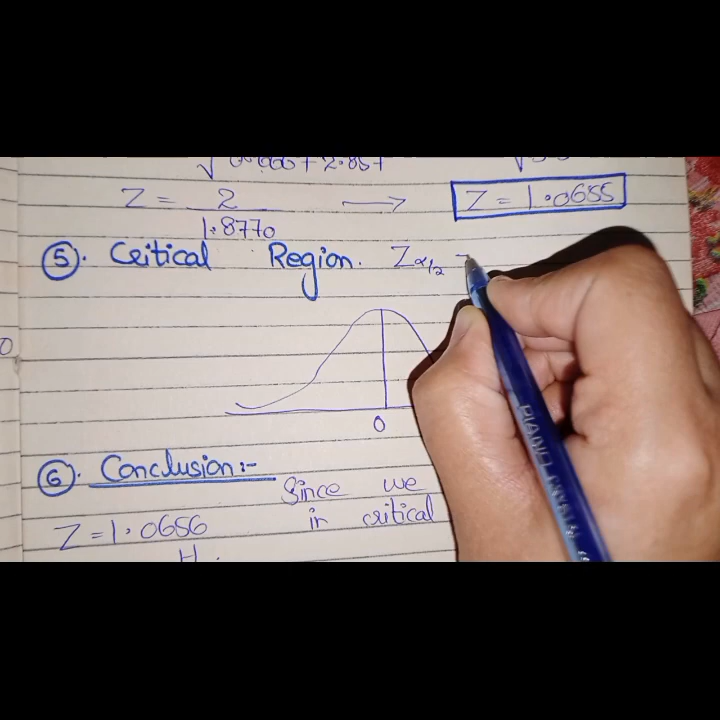 Z = 2 / 1.8770 → Z = 1.0655
5. Critical Region. Zα/2 =
0
6. Conclusion:-
Since we
Z = 1.0656 in critical
H
PIANO